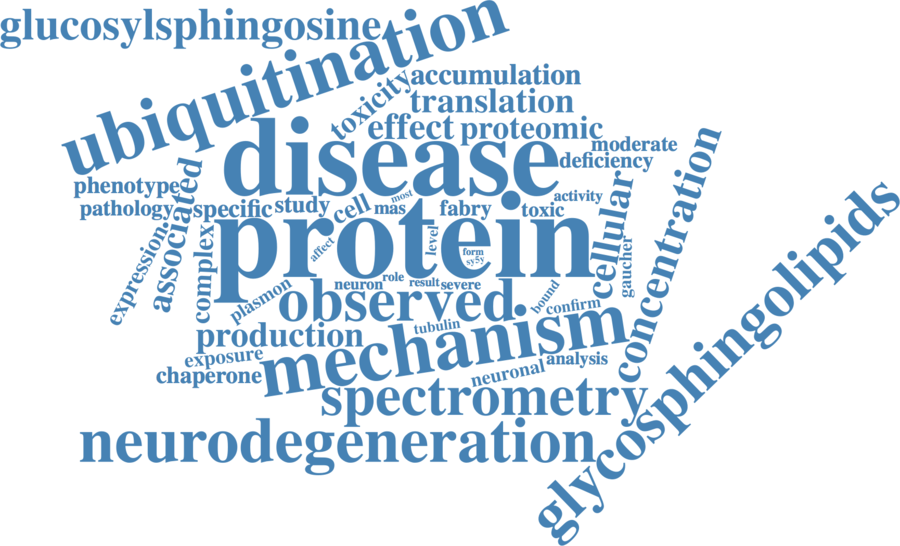 glucosylsphingosine
ubiquitination
toxicity
accumulation
translation
effect
proteomic
moderate
disease
deficiency
phenotype
associated
pathology
specific
study
cell
most
mas
fabry
activity
toxic
cellular
concentration
glycosphingolipids
expression
complex
protein
affect
level
form
sy5y
gaucher
plasmon
neuron
role
result
severe
bound
observed
confirm
production
tubulin
mechanism
exposure
chaperone
neuronal
analysis
spectrometry
neurodegeneration